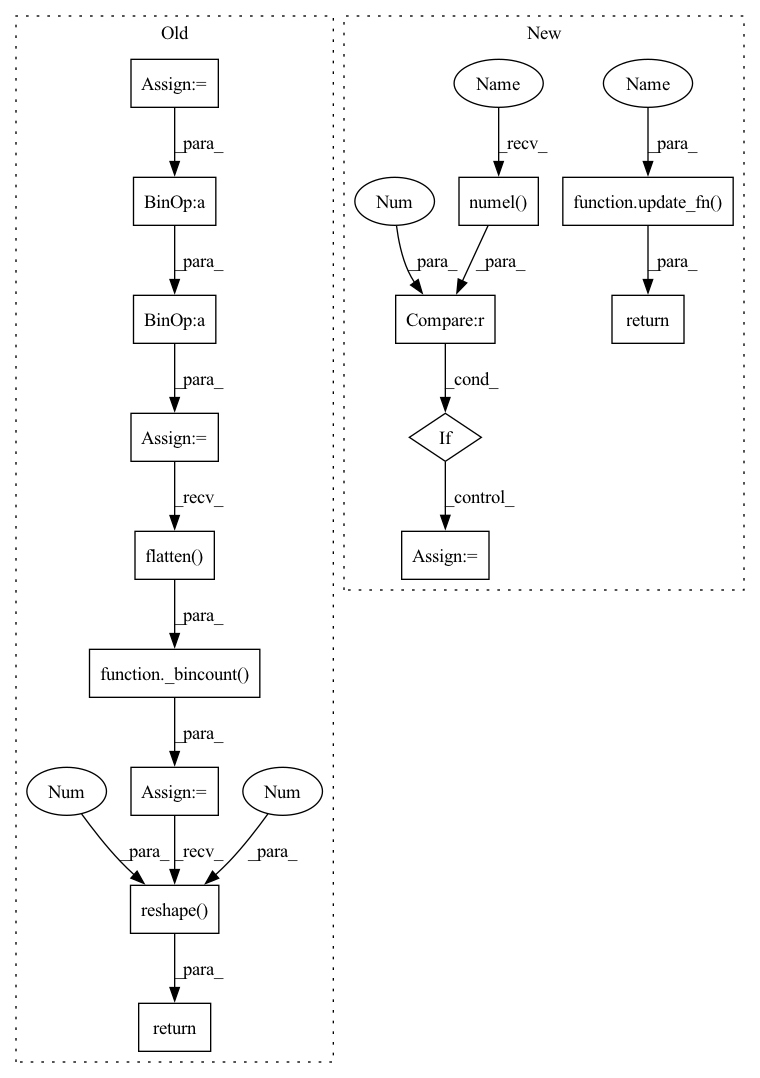 Old
New
Assign:=
Name
Name
_para_
_recv_
_para_
BinOp:a
Num
numel()
function.update_fn()
_para_
_para_
_para_
_para_
BinOp:a
Compare:r
return
_para_
_cond_
Assign:=
If
_recv_
_control_
flatten()
Assign:=
_para_
function._bincount()
_para_
Num
Assign:=
Num
_para_
_recv_
_para_
reshape()
_para_
return